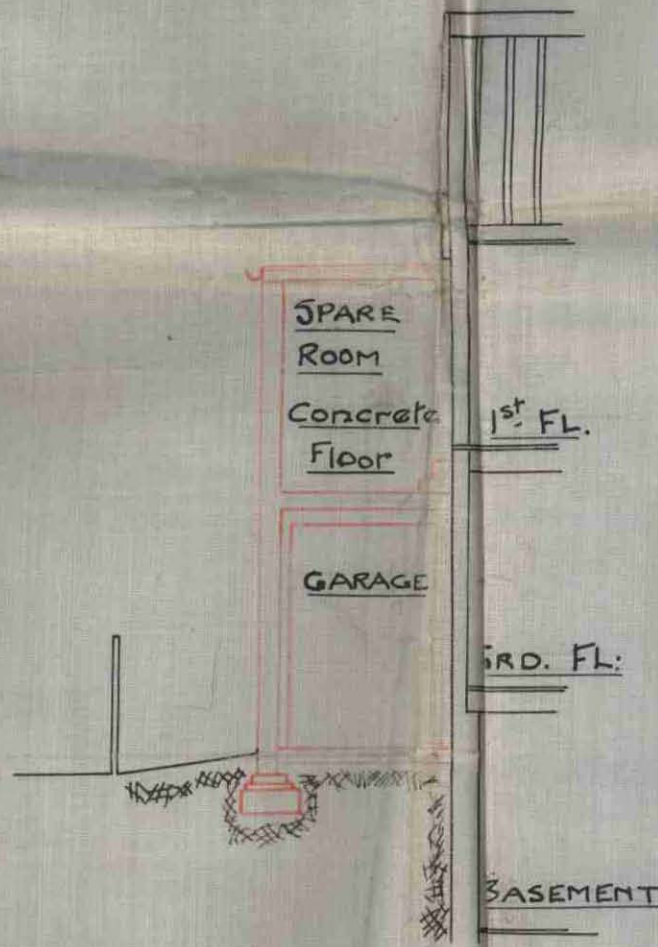 SPARE
ROOM
Concrete
Floor
1st FL.
GARAGE
GRD. FL:
BASEMENT